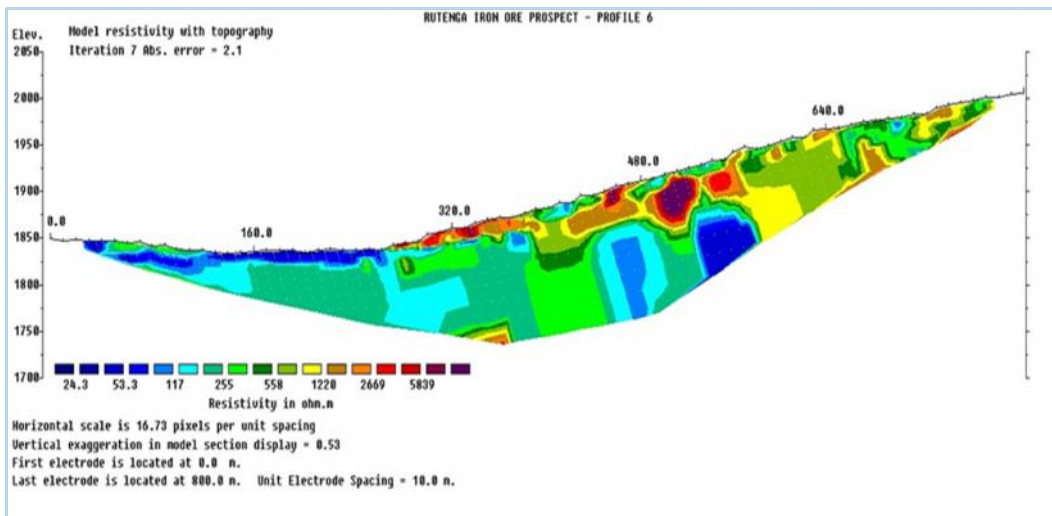 RUTENGA IRON ORE PROSPECT - PROFILE 6
Elev.
Model resistivity with topography
Iteration 7 Abs. error = 2.1
2050
2000
640.0
1950
480.0
1900
0.0
320.0
160.0
1850
1800
1750
1700
24.3 53.3 117 255 558 1220 2669 5839
Resistivity in ohm.m
Horizontal scale is 16.73 pixels per unit spacing
Vertical exaggeration in model section display = 0.53
First electrode is located at 0.0 m.
Last electrode is located at 800.0 m. Unit Electrode Spacing = 10.0 m.